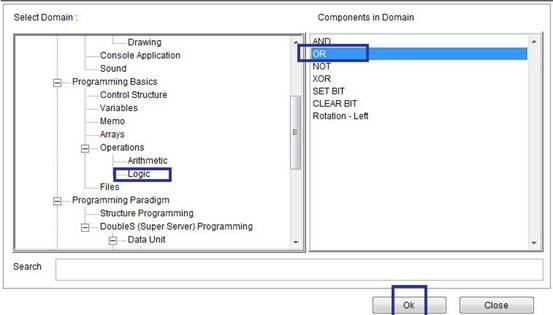 Select Domain :
Components in Domain
Drawing
Console Application
Sound
Programming Basics
Control Structure
Variables
Memo
Arrays
Operations
Arithmetic
Logic
Files
Programming Paradigm
Structure Programming
DoubleS (Super Server) Programming
Data Unit
AND
OR
NOT
XOR
SET BIT
CLEAR BIT
Rotation - Left
Search
Ok
Close